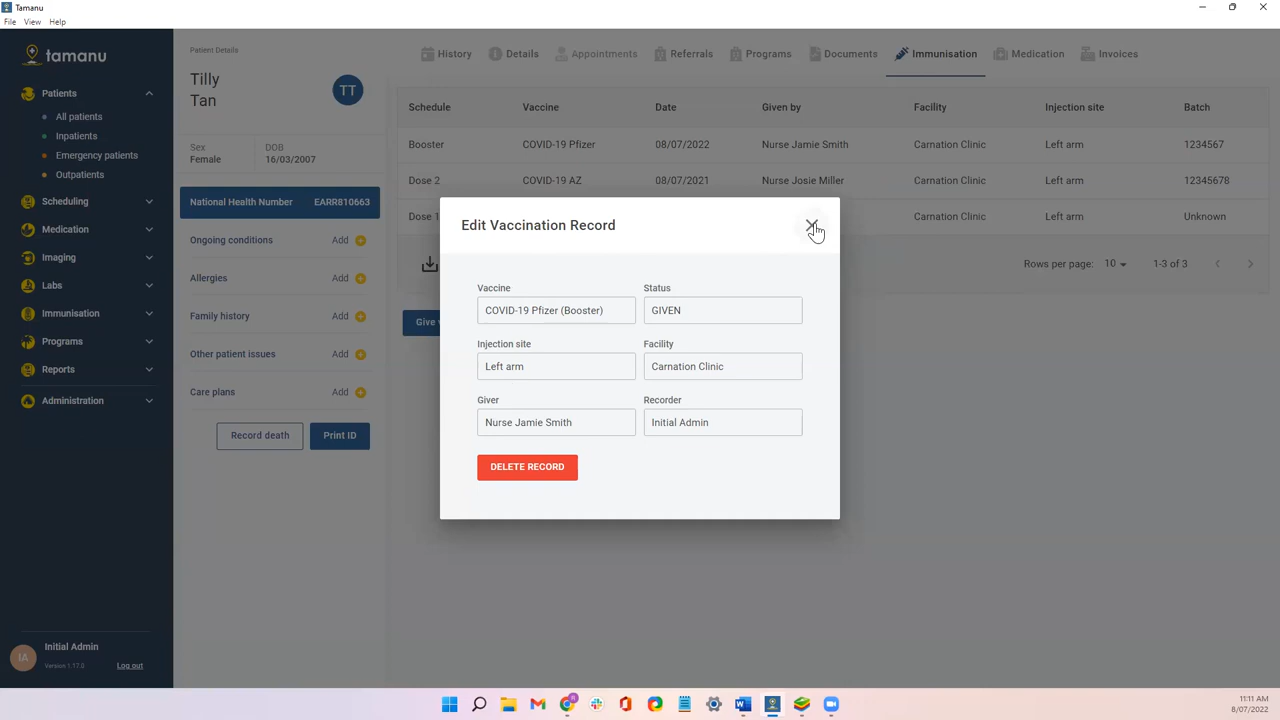 Tamanu
File View Help
tamanu
Patients
All patients
Inpatients
Emergency patients
Outpatients
Scheduling
Medication
Imaging
Labs
Immunisation
Programs
Reports
Administration
IA
Initial Admin
Version 1.17.0
Log out
Patient Details
Tilly
Tan
TT
Sex
Female
DOB
16/03/2007
National Health Number EARR810663
Ongoing conditions Add
Allergies Add
Family history Add
Other patient issues Add
Care plans Add
Record death Print ID
History Details Appointments Referrals Programs Documents Immunisation Medication Invoices
Schedule Vaccine Date Given by Facility Injection site Batch
Booster COVID-19 Pfizer 08/07/2022 Nurse Jamie Smith Carnation Clinic Left arm 1234567
Dose 2 COVID-19 AZ 08/07/2021 Nurse Josie Miller Carnation Clinic Left arm 12345678
Dose 1 Carnation Clinic Left arm Unknown
Rows per page: 10 1-3 of 3
Give
Edit Vaccination Record
Vaccine Status
COVID-19 Pfizer (Booster) GIVEN
Injection site Facility
Left arm Carnation Clinic
Giver Recorder
Nurse Jamie Smith Initial Admin
DELETE RECORD
11:11 AM
8/07/2022